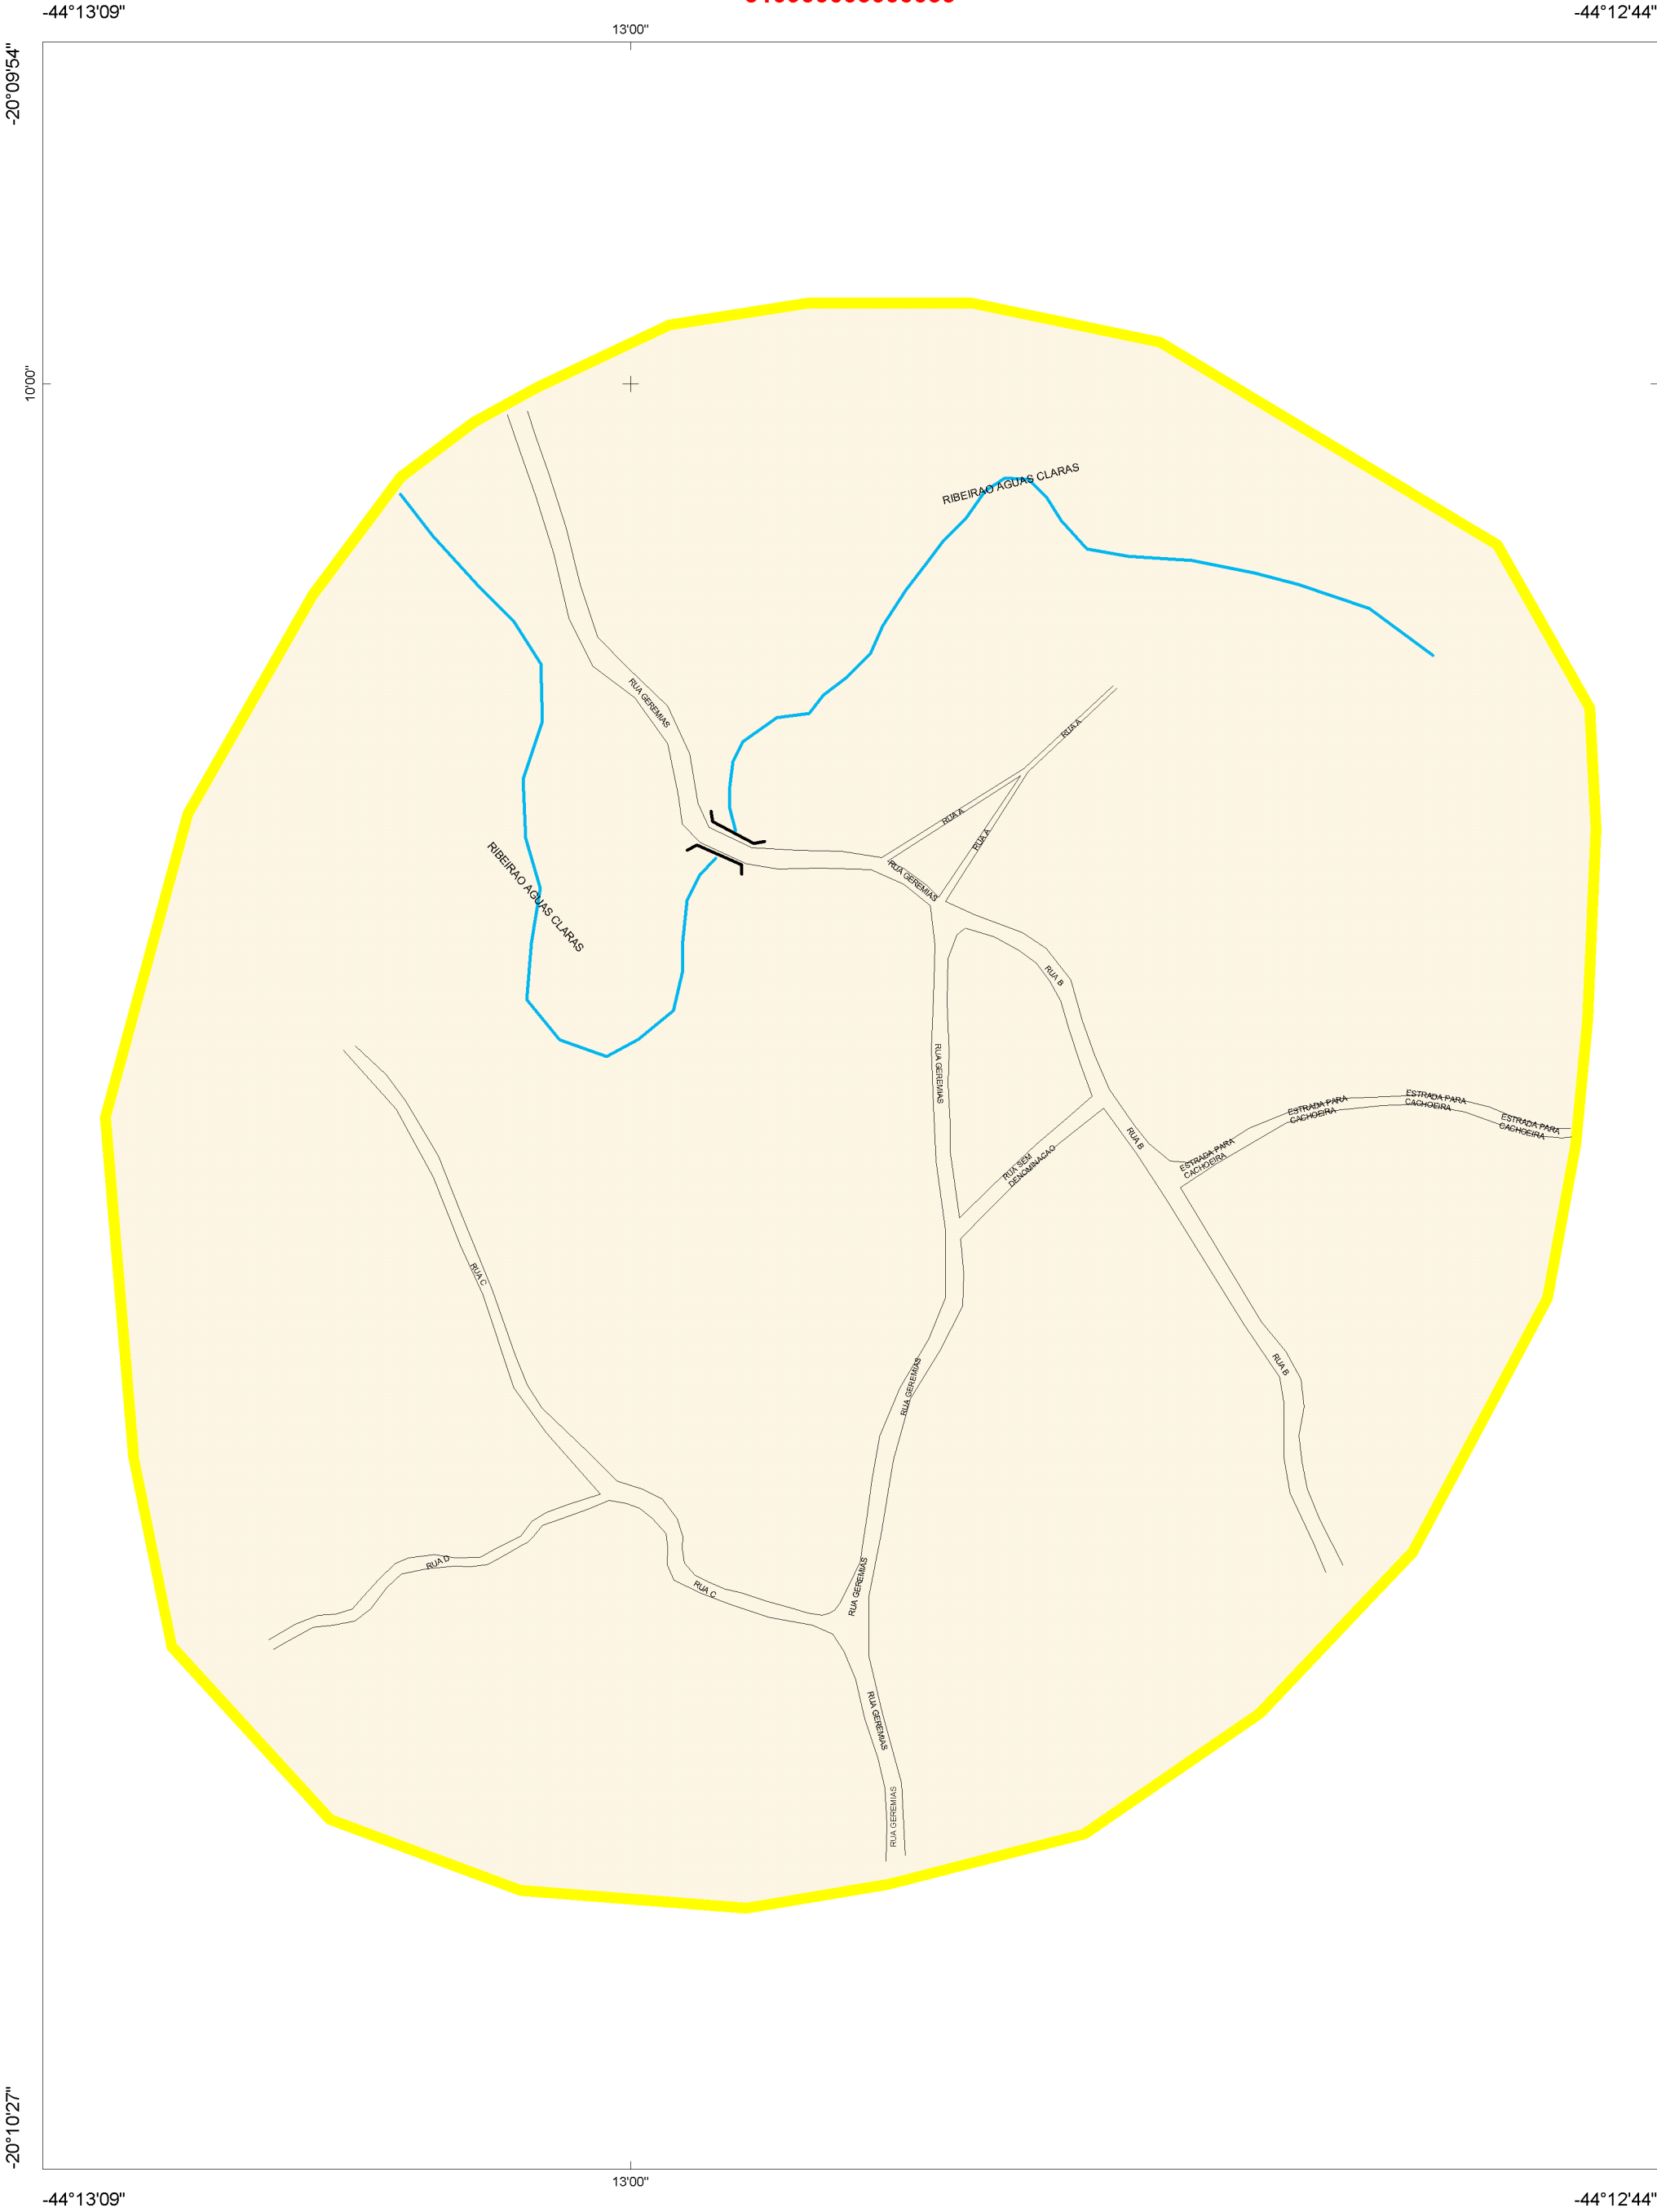 -44°13'09"
-44°12'44"
13'00"
-20°09'54"
10'00"
RIBEIRAO AGUAS CLARAS
RUA GEREMIAS
RUA A
RUA A
RUA A
RUA GEREMIAS
RIBEIRAO AGUAS CLARAS
RUA B
RUA GEREMIAS
ESTRADA PARA
CACHOEIRA
ESTRADA PARA
CACHOEIRA
ESTRADA PARA
CACHOEIRA
RUA B
ESTRADA PARA
CACHOEIRA
RUA SEM
DENOMINACAO
RUA C
RUA B
RUA GEREMIAS
RUA D
RUA C
RUA GEREMIAS
RUA GEREMIAS
RUA GEREMIAS
-20°10'27"
13'00"
-44°13'09"
-44°12'44"